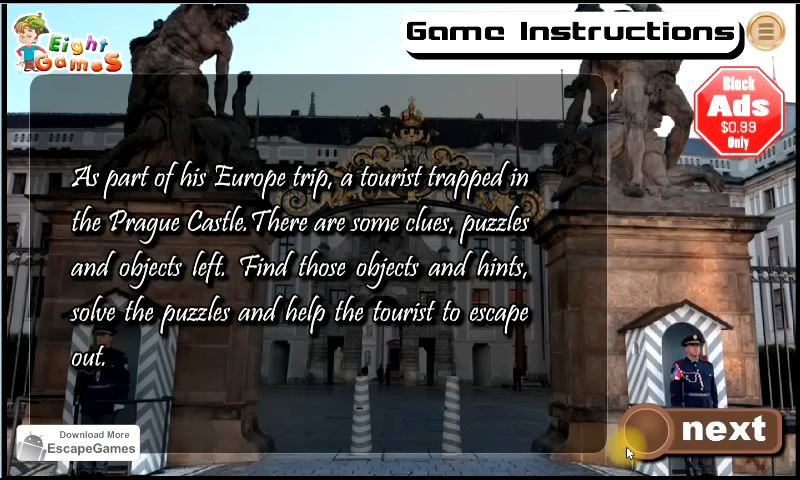 Eight
Games
Game Instructions
Block
Ads
$0.99
Only
As part of his Europe trip, a tourist trapped in
the Prague Castle.There are some clues, puzzles
and objects left. Find those objects and hints,
solve the puzzles and help the tourist to escape
out.
Download More
EscapeGames
next